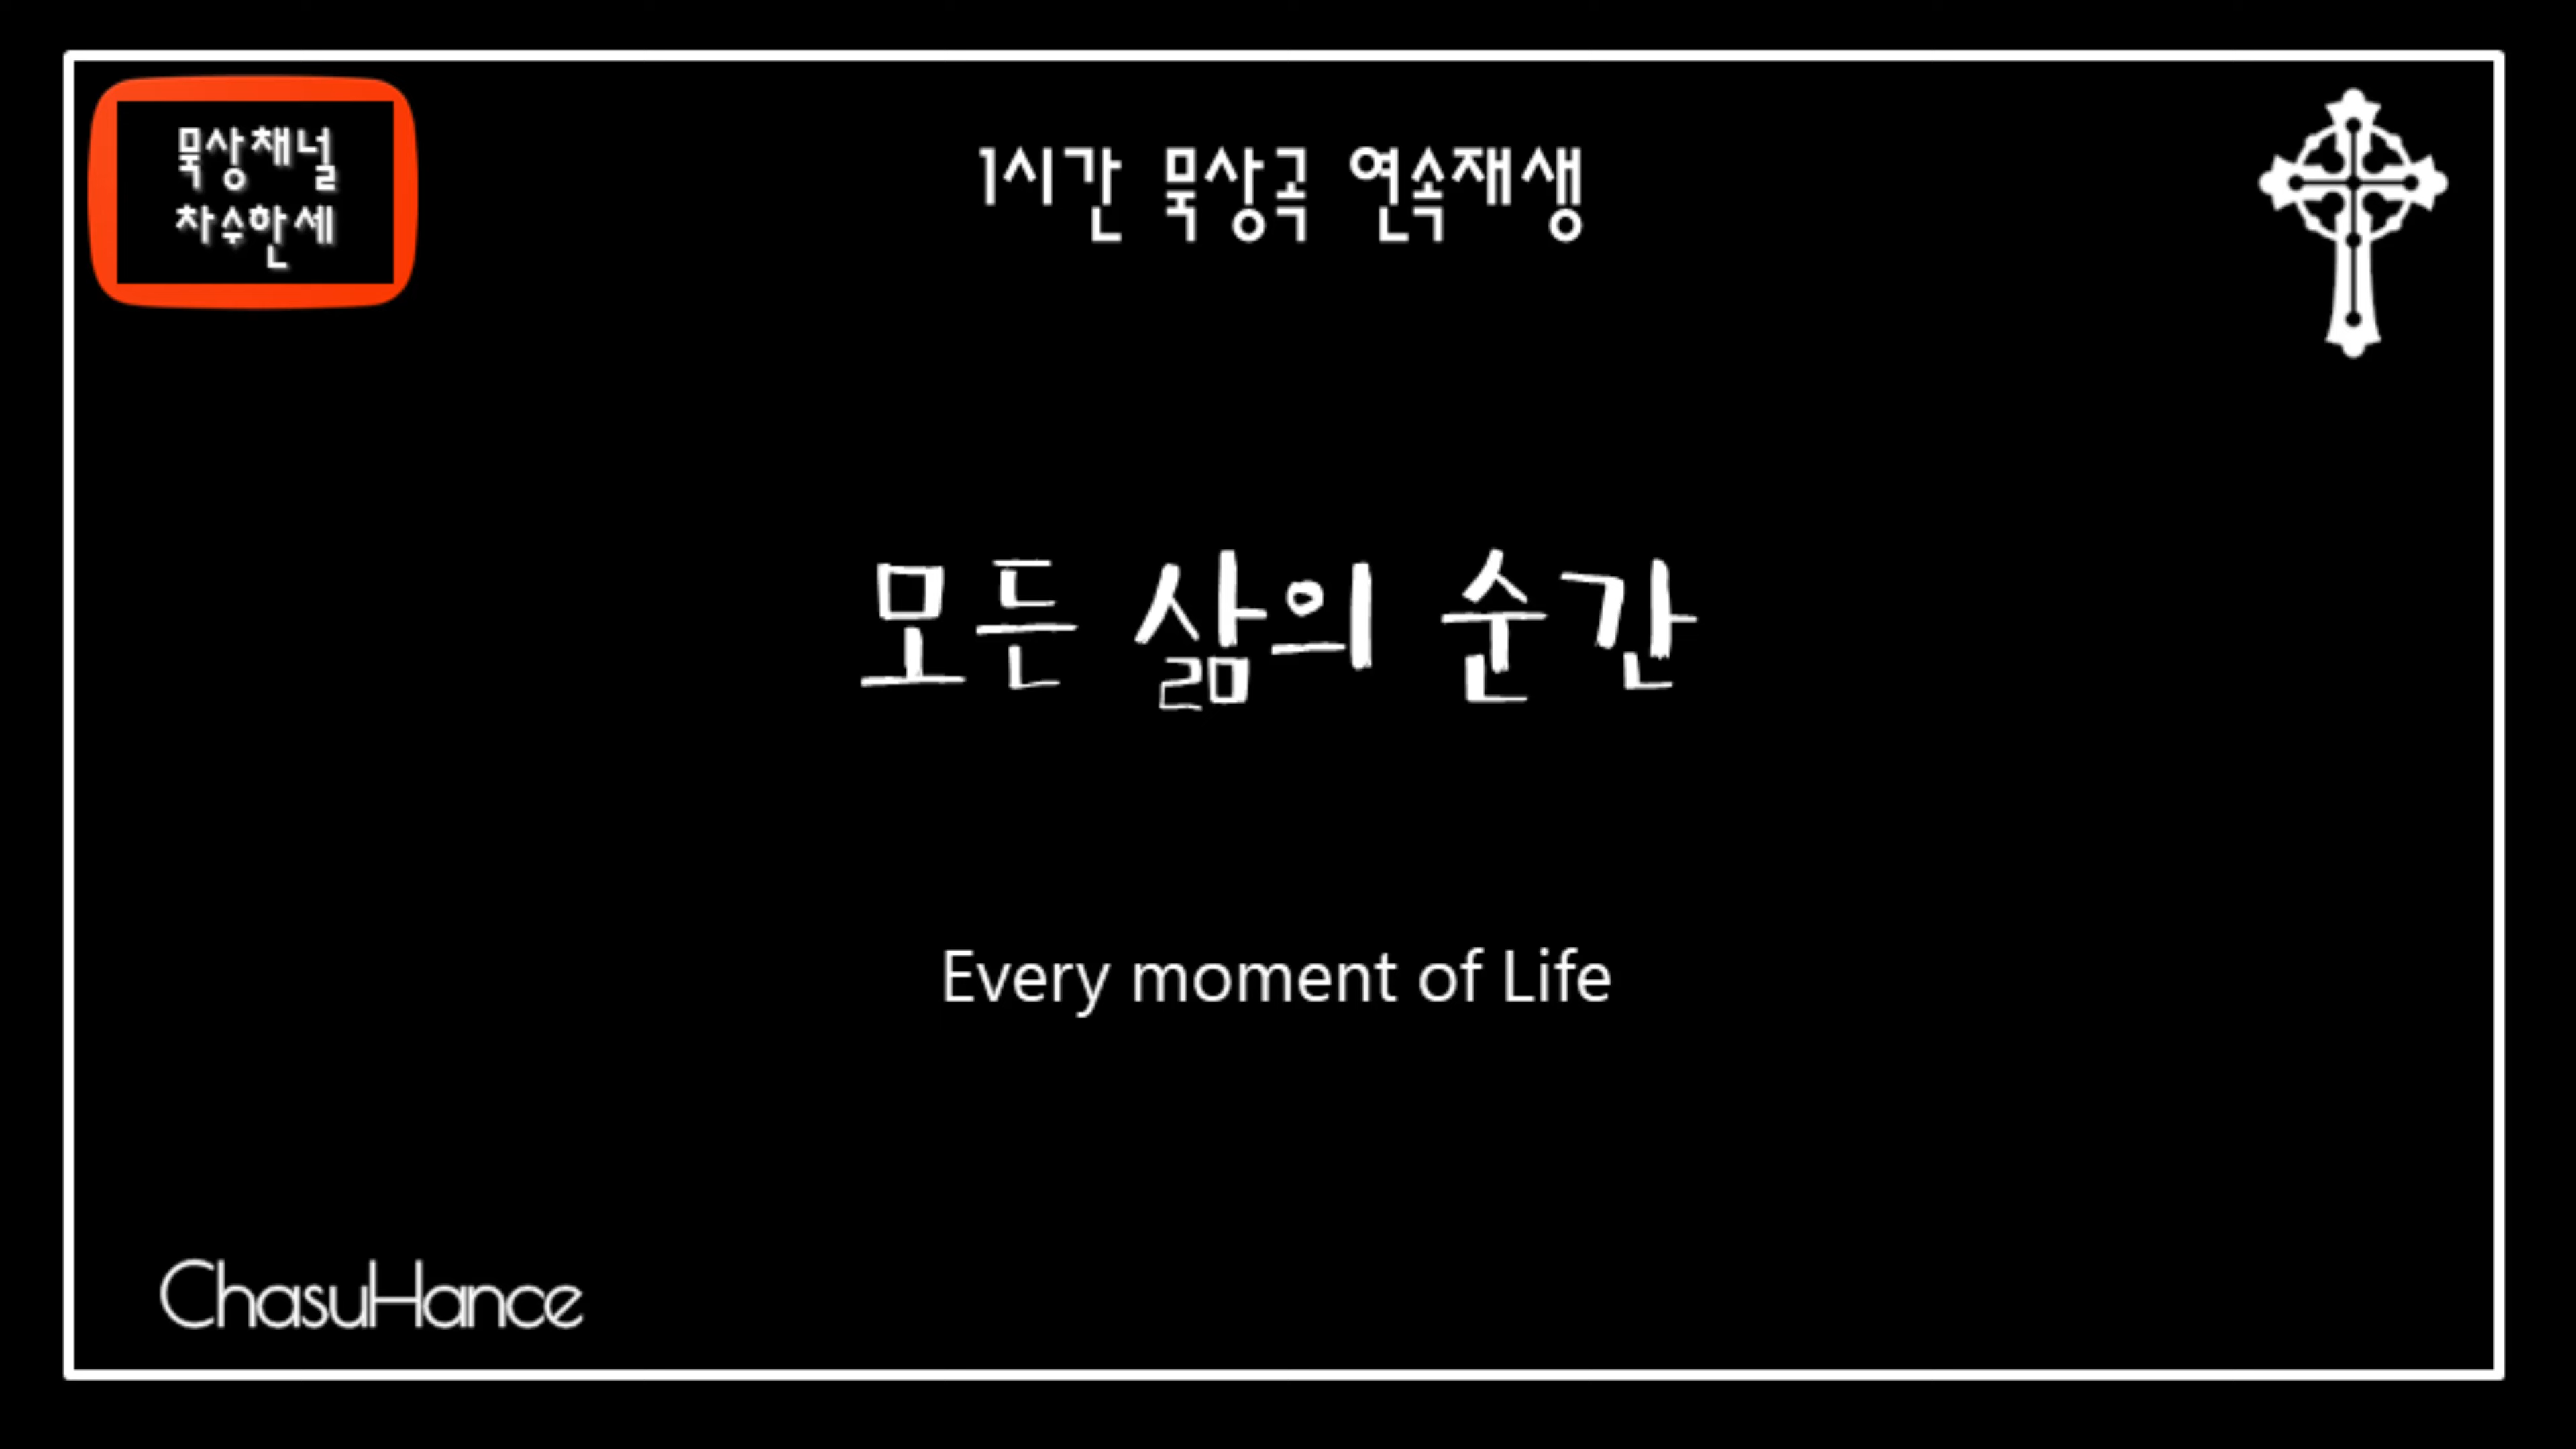 묵상채널
차수한세
1시간 묵상곡 연속재생
모든 삶의 순간
Every moment of Life
ChasuHance